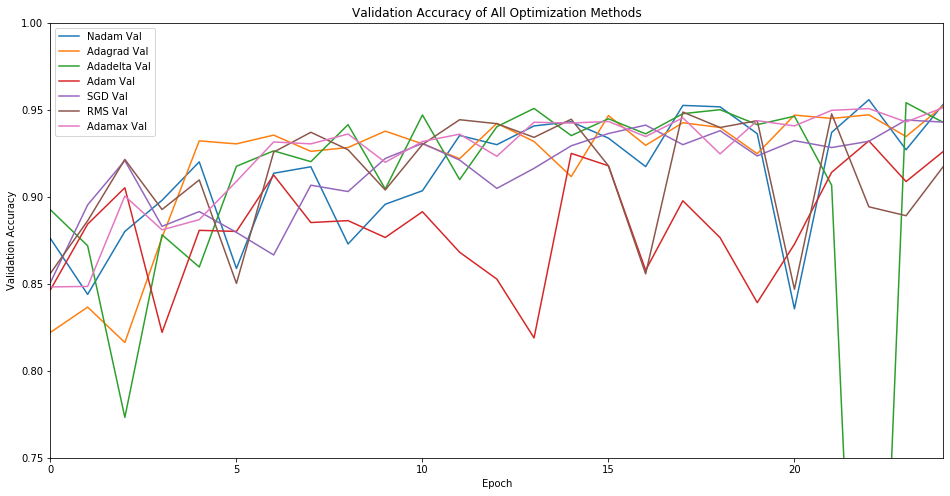 Validation Accuracy of All Optimization Methods
1.00
Nadam Val
Adagrad Val
Adadelta Val
Adam Val
SGD Val
RMS Val
Adamax Val
0.95
0.90
0.85
0.80
0.75
Validation Accuracy
0
5
10
15
20
Epoch